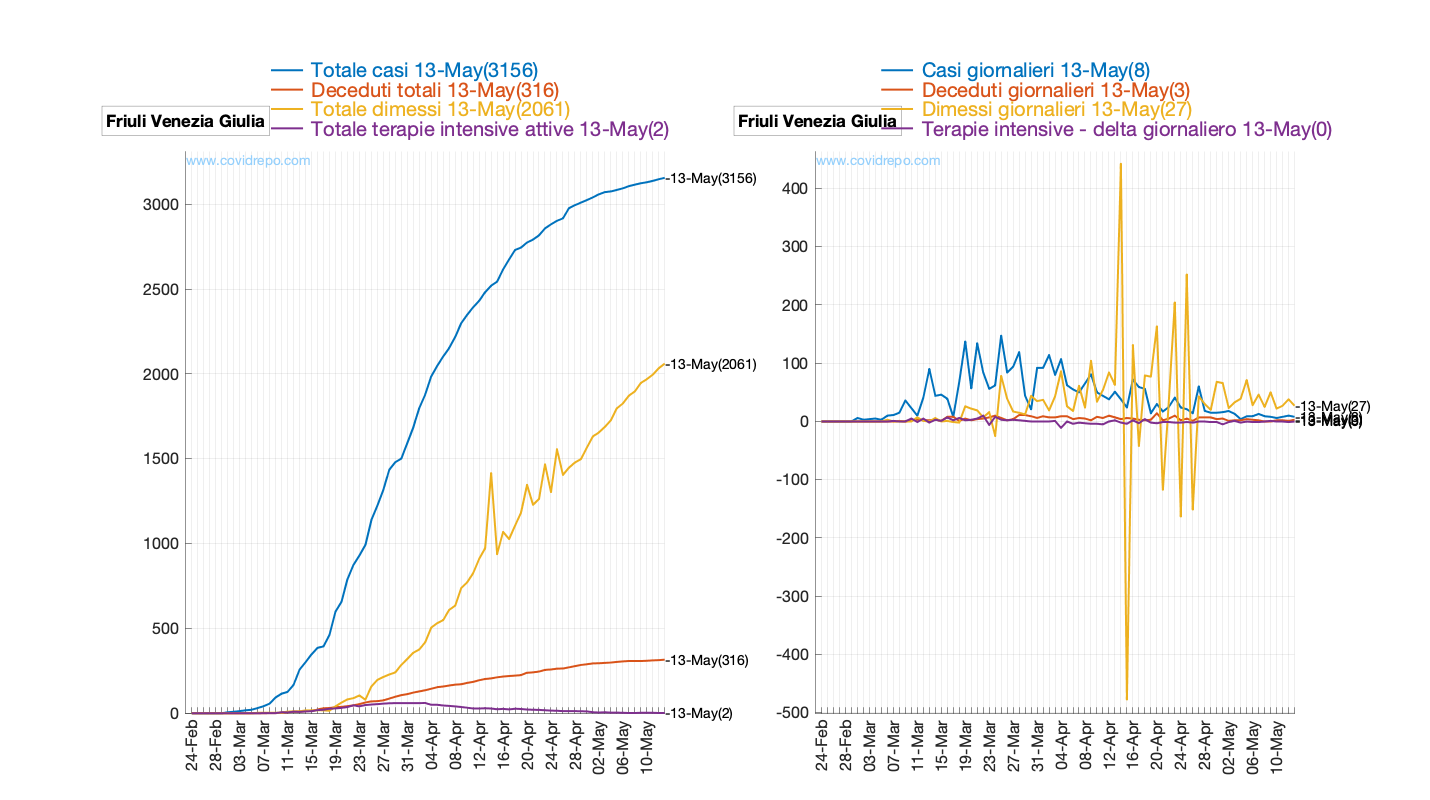 Totale casi 13-May(3156)
Deceduti totali 13-May(316)
Totale dimessi 13-May(2061)
Totale terapie intensive attive 13-May(2)
Friuli Venezia Giulia
www.covidrepo.com
3000
2500
2000
1500
1000
500
0
-13-May(3156)
-13-May(2061)
-13-May(316)
-13-May(2)
24-Feb
28-Feb
03-Mar
07-Mar
11-Mar
15-Mar
19-Mar
23-Mar
27-Mar
31-Mar
04-Apr
08-Apr
12-Apr
16-Apr
20-Apr
24-Apr
28-Apr
02-May
06-May
10-May
Casi giornalieri 13-May(8)
Deceduti giornalieri 13-May(3)
Dimessi giornalieri 13-May(27)
Terapie intensive - delta giornaliero 13-May(0)
Friuli Venezia Giulia
www.covidrepo.com
400
300
200
100
0
-100
-200
-300
-400
-500
-13-May(27)
24-Feb
28-Feb
03-Mar
07-Mar
11-Mar
15-Mar
19-Mar
23-Mar
27-Mar
31-Mar
04-Apr
08-Apr
12-Apr
16-Apr
20-Apr
24-Apr
28-Apr
02-May
06-May
10-May